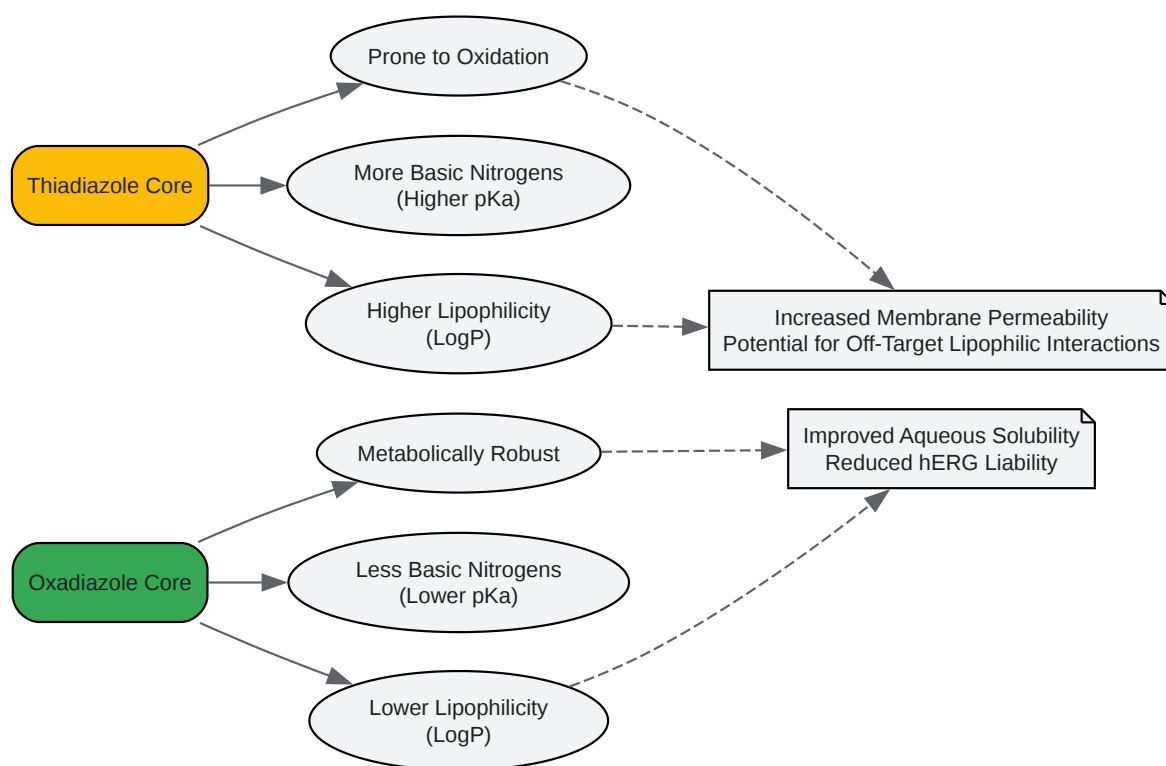 Prone to Oxidation
Thiadiazole Core
More Basic Nitrogens
(Higher pKa)
Higher Lipophilicity
(LogP)
Increased Membrane Permeability
Potential for Off-Target Lipophilic Interactions
Metabolically Robust
Improved Aqueous Solubility
Reduced hERG Liability
Oxadiazole Core
Less Basic Nitrogens
(Lower pKa)
Lower Lipophilicity
(LogP)